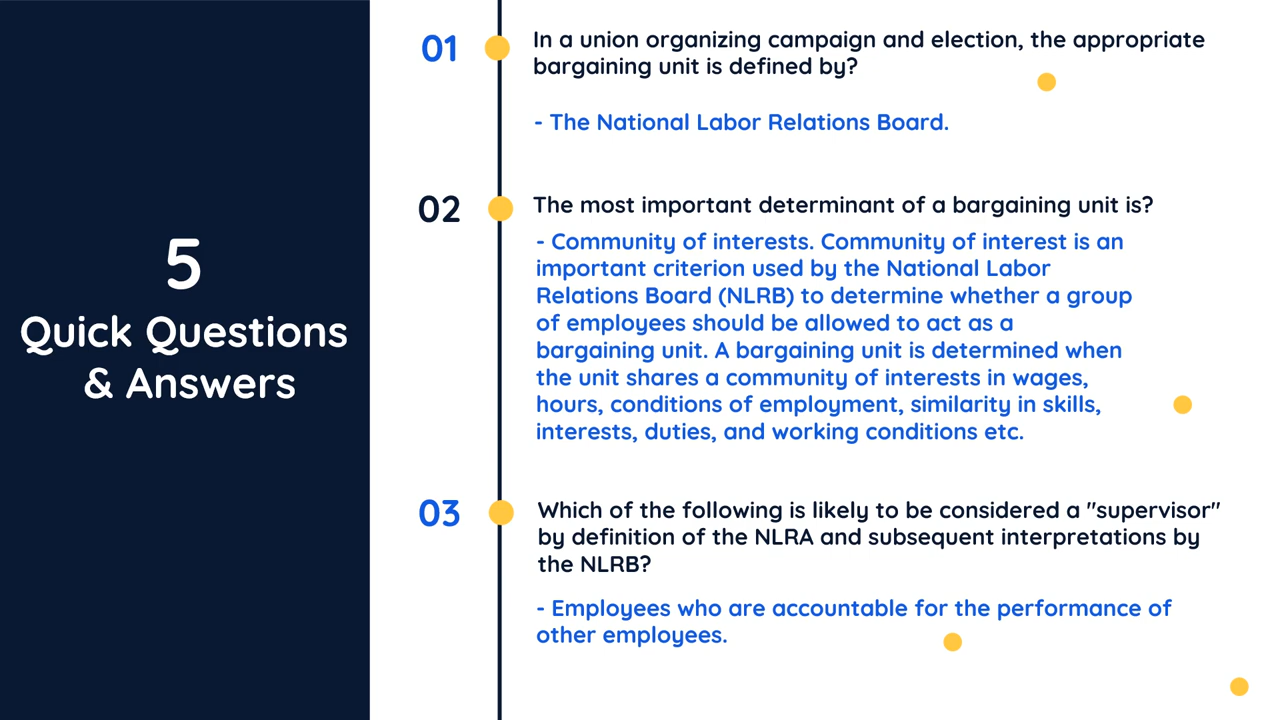 5
Quick Questions
& Answers
01
In a union organizing campaign and election, the appropriate
bargaining unit is defined by?
- The National Labor Relations Board.
02
The most important determinant of a bargaining unit is?
- Community of interests. Community of interest is an
important criterion used by the National Labor
Relations Board (NLRB) to determine whether a group
of employees should be allowed to act as a
bargaining unit. A bargaining unit is determined when
the unit shares a community of interests in wages,
hours, conditions of employment, similarity in skills,
interests, duties, and working conditions etc.
03
Which of the following is likely to be considered a "supervisor"
by definition of the NLRA and subsequent interpretations by
the NLRB?
- Employees who are accountable for the performance of
other employees.